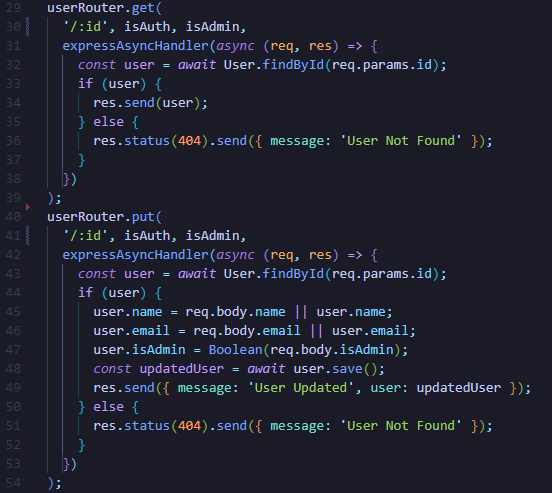 29 userRouter.get(
30   '/:id', isAuth, isAdmin,
31   expressAsyncHandler(async (req, res) => {
32     const user = await User.findById(req.params.id);
33     if (user) {
34       res.send(user);
35     } else {
36       res.status(404).send({ message: 'User Not Found' });
37     }
38   })
39 );
40 userRouter.put(
41   '/:id', isAuth, isAdmin,
42   expressAsyncHandler(async (req, res) => {
43     const user = await User.findById(req.params.id);
44     if (user) {
45       user.name = req.body.name || user.name;
46       user.email = req.body.email || user.email;
47       user.isAdmin = Boolean(req.body.isAdmin);
48       const updatedUser = await user.save();
49       res.send({ message: 'User Updated', user: updatedUser });
50     } else {
51       res.status(404).send({ message: 'User Not Found' });
52     }
53   })
54 );